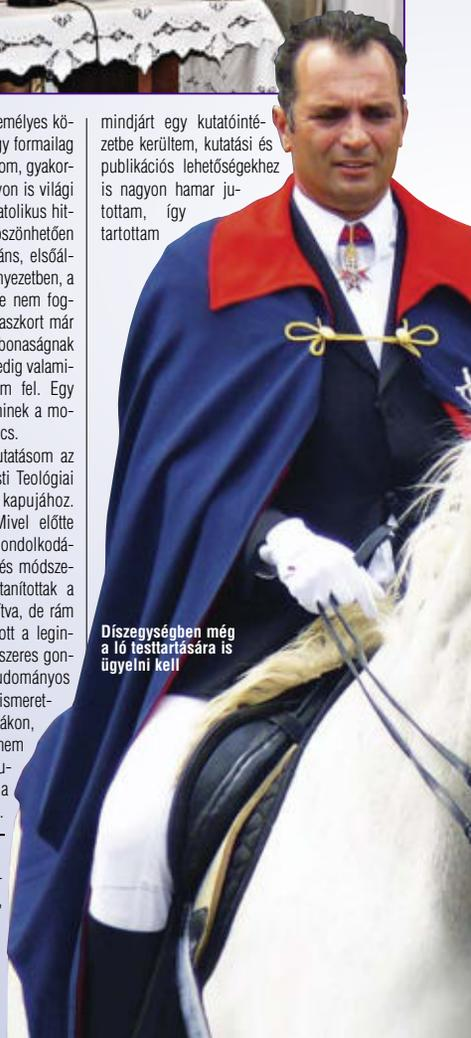 emélyes kö-
gy formailag
om, gyakor-
yon is világi
atolikus hit-
öszönhetően
áns, elsőál-
nyezetben, a
e nem fog-
aszkort már
bonaságnak
edig valami-
m fel. Egy
ninek a mo-
cs.
utatásom az
sti Teológiai
kapujához.
Mivel előtte
ondolkodá-
és módsze-
tanítottak a
tva, de rám
ott a legin-
szeres gon-
udományos
ismeret-
ákon,
nem
u-
a
mindjárt egy kutatóinté-
zetbe kerültem, kutatási és
publikációs lehetőségekhez
is nagyon hamar ju-
tottam, így
tartottam
Díszegységben még
a ló testtartására is
ügyelni kell